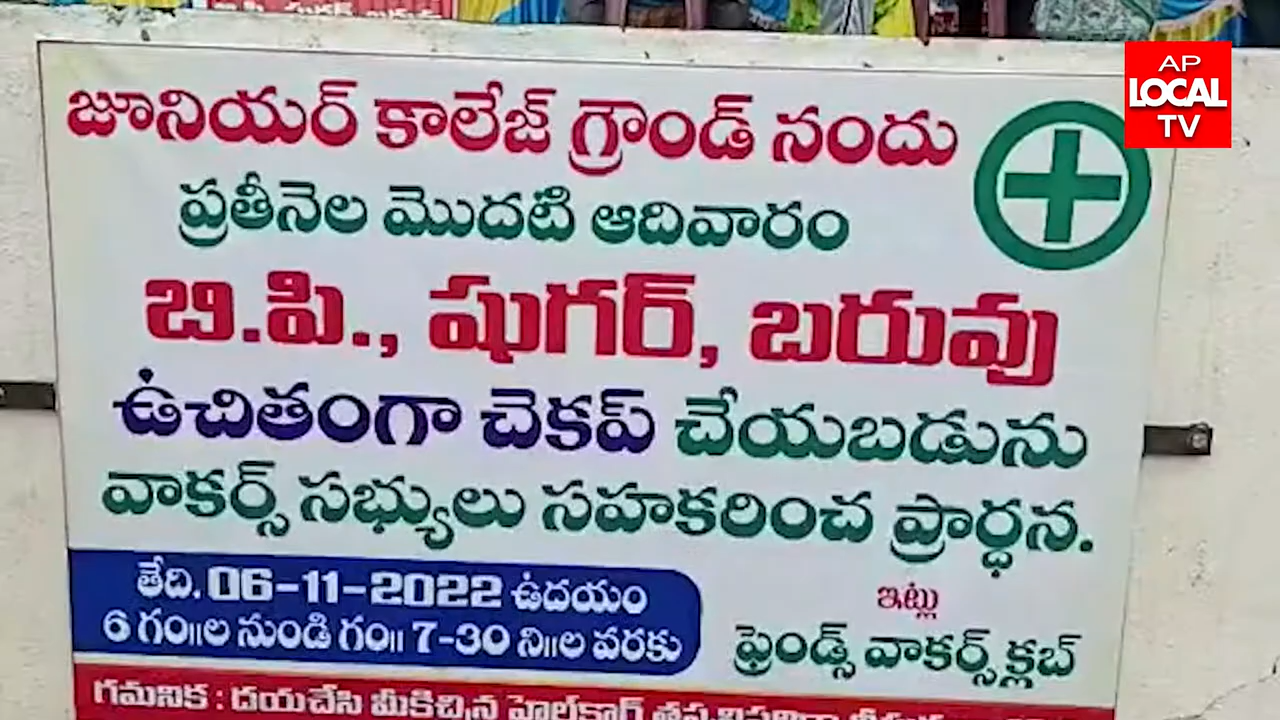 జూనియర్ కాలేజ్ గ్రౌండ్ నందు
ప్రతీనెల మొదటి ఆదివారం
బి.పి., షుగర్, బరువు
ఉచితంగా చెకప్ చేయబడును
వాకర్స్ సభ్యులు సహకరించ ప్రార్ధన.
తేది. 06-11-2022 ఉదయం
6 గం॥ల నుండి గం॥ 7-30 ని॥ల వరకు
ఇట్లు
ఫ్రెండ్స్ వాకర్స్ క్లబ్
గమనిక : దయచేసి మీకిచ్చిన
AP
LOCAL
TV